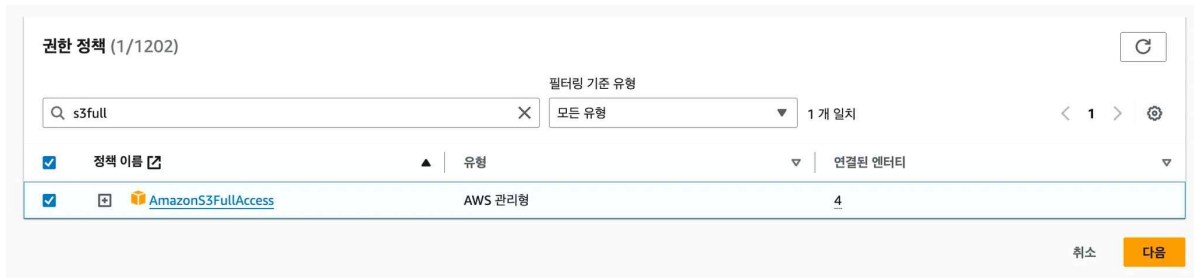 권한 정책 (1/1202)
필터링 기준 유형
s3full 모든 유형 1 개 일치 1
정책 이름 유형 연결된 엔터티
AmazonS3FullAccess AWS 관리형 4
취소 다음